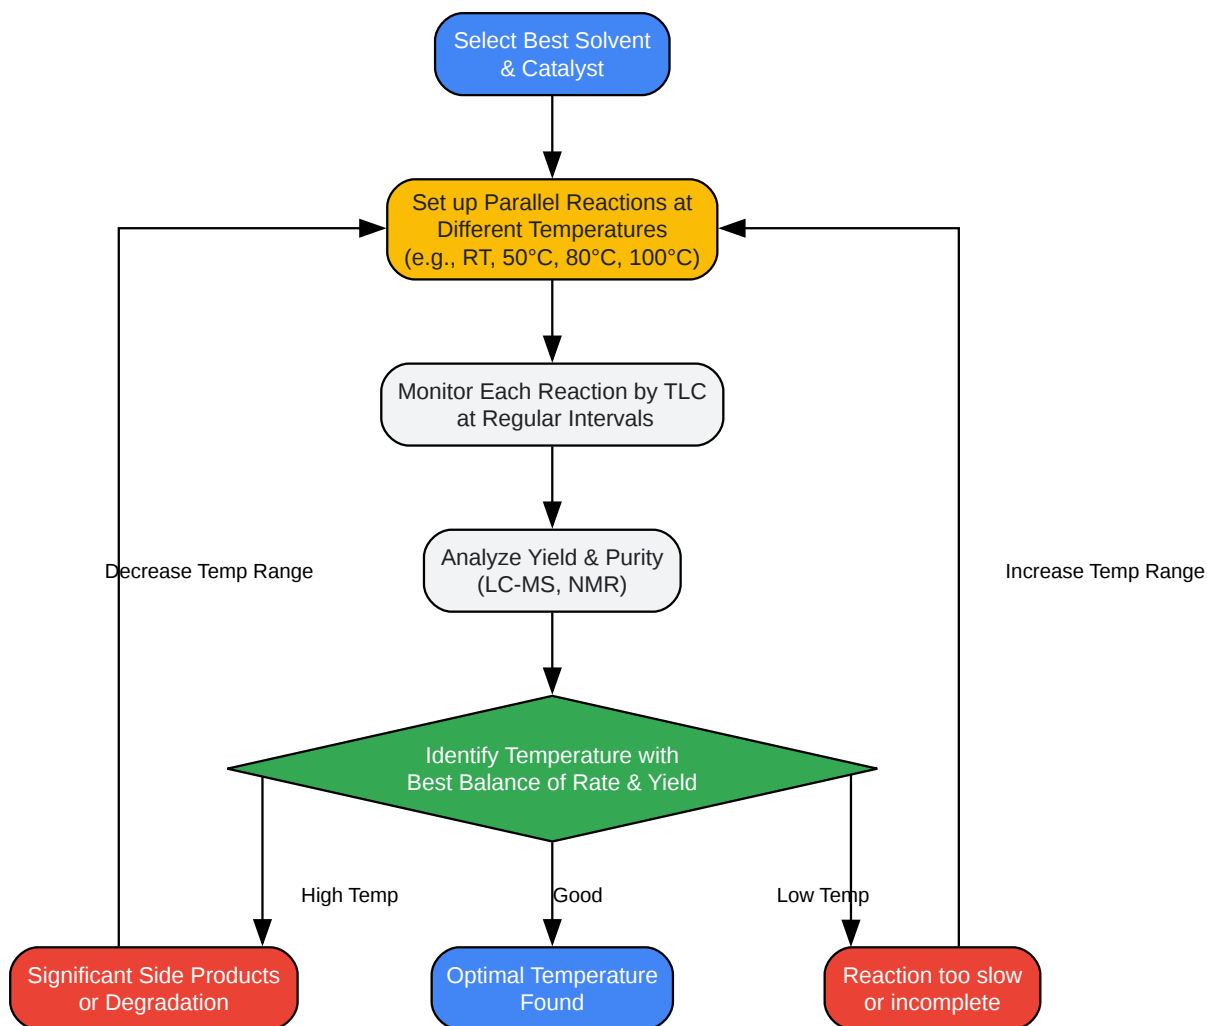 Select Best Solvent
& Catalyst
Set up Parallel Reactions at
Different Temperatures
(e.g., RT, 50°C, 80°C, 100°C)
Monitor Each Reaction by TLC
at Regular Intervals
Analyze Yield & Purity
(LC-MS, NMR)
Decrease Temp Range
Increase Temp Range
Identify Temperature with
Best Balance of Rate & Yield
High Temp
Good
Low Temp
Significant Side Products
or Degradation
Optimal Temperature
Found
Reaction too slow
or incomplete